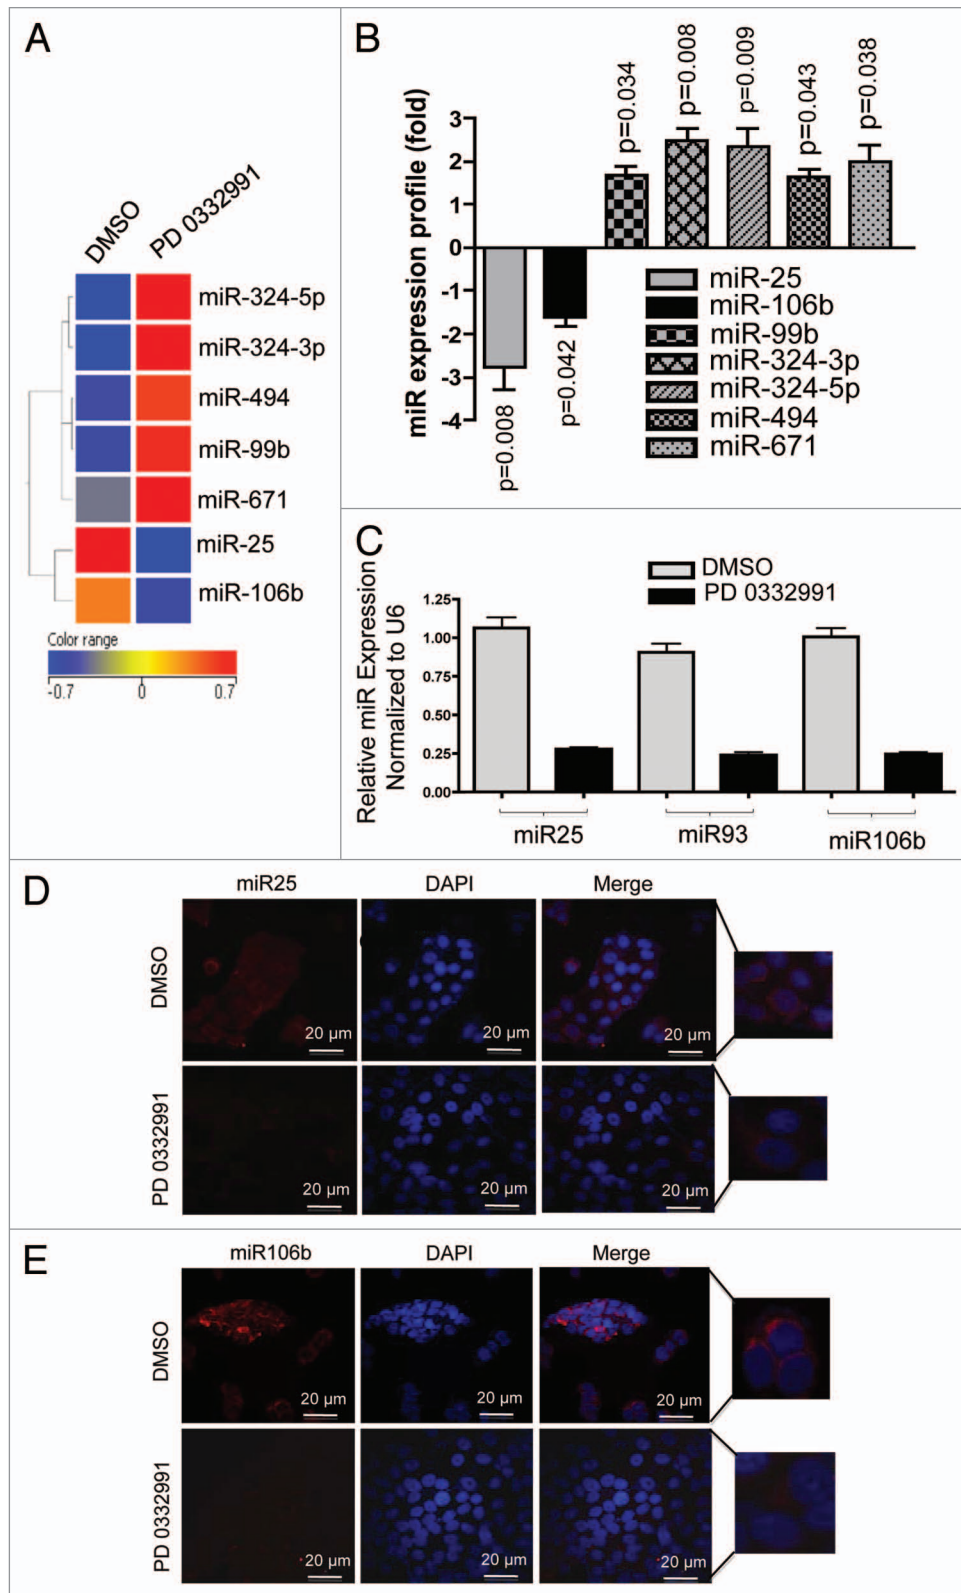 A
DMSO
PD 0332991
miR-324-5p
miR-324-3p
miR-494
miR-99b
miR-671
miR-25
miR-106b
Color range
-0.7 0 0.7
B
miR expression profile (fold)
3
2
1
0
-1
-2
-3
-4
p=0.008
p=0.042
p=0.034
p=0.008
p=0.009
p=0.043
p=0.038
miR-25
miR-106b
miR-99b
miR-324-3p
miR-324-5p
miR-494
miR-671
C
DMSO
PD 0332991
Relative miR Expression
Normalized to U6
1.25
1.00
0.75
0.50
0.25
0.00
miR25 miR93 miR106b
D
miR25 DAPI Merge
DMSO
20 µm 20 µm 20 µm
PD 0332991
20 µm 20 µm 20 µm
E
miR106b DAPI Merge
DMSO
20 µm 20 µm 20 µm
PD 0332991
20 µm 20 µm 20 µm